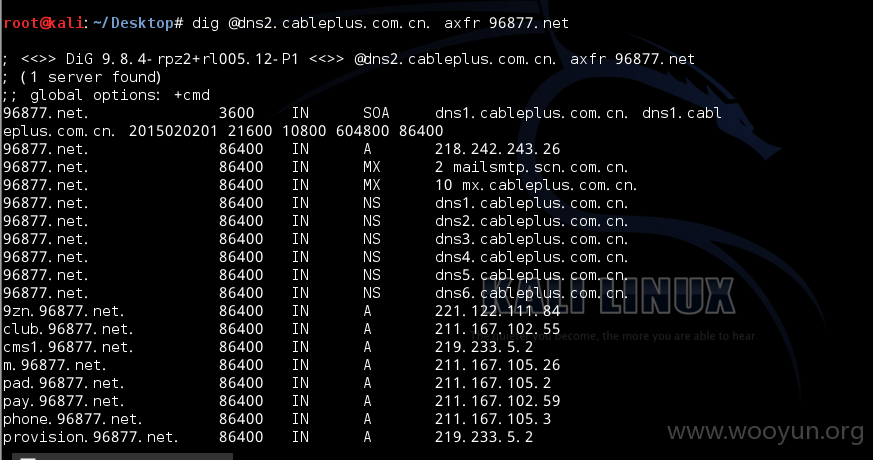 root@kali:~/Desktop# dig @dns2.cableplus.com.cn. axfr 96877.net
; <<>> DiG 9.8.4-rpz2+rl005.12-P1 <<>> @dns2.cableplus.com.cn. axfr 96877.net
; (1 server found)
;; global options: +cmd
96877.net. 3600 IN SOA dns1.cableplus.com.cn. dns1.cabl
eplus.com.cn. 2015020201 21600 10800 604800 86400
96877.net. 86400 IN A 218.242.243.26
96877.net. 86400 IN MX 2 mailsmtp.scn.com.cn.
96877.net. 86400 IN MX 10 mx.cableplus.com.cn.
96877.net. 86400 IN NS dns1.cableplus.com.cn.
96877.net. 86400 IN NS dns2.cableplus.com.cn.
96877.net. 86400 IN NS dns3.cableplus.com.cn.
96877.net. 86400 IN NS dns4.cableplus.com.cn.
96877.net. 86400 IN NS dns5.cableplus.com.cn.
96877.net. 86400 IN NS dns6.cableplus.com.cn.
9zn.96877.net. 86400 IN A 221.122.111.84
club.96877.net. 86400 IN A 211.167.102.55
cms1.96877.net. 86400 IN A 219.233.5.2
m.96877.net. 86400 IN A 211.167.105.26
pad.96877.net. 86400 IN A 211.167.105.2
pay.96877.net. 86400 IN A 211.167.102.59
phone.96877.net. 86400 IN A 211.167.105.3
provision.96877.net. 86400 IN A 219.233.5.2
KALI LINUX
the quieter you become, the more you are able to hear.
www.wooyun.org